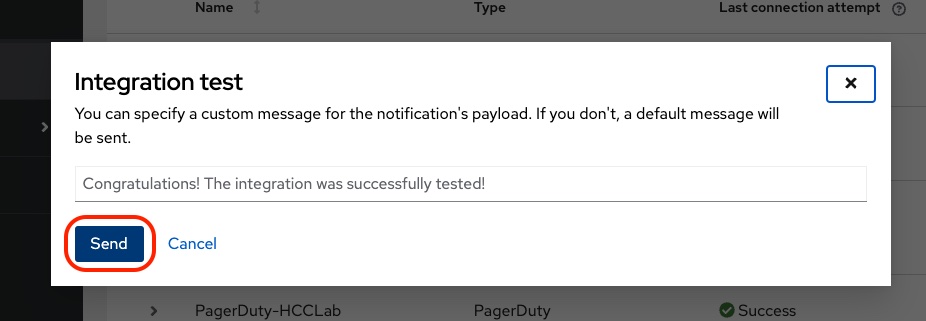 Name Type Last connection attempt
Integration test
You can specify a custom message for the notification's payload. If you don't, a default message will
be sent.
Congratulations! The integration was successfully tested!
Send Cancel
PagerDuty-HCCLab PagerDuty Success